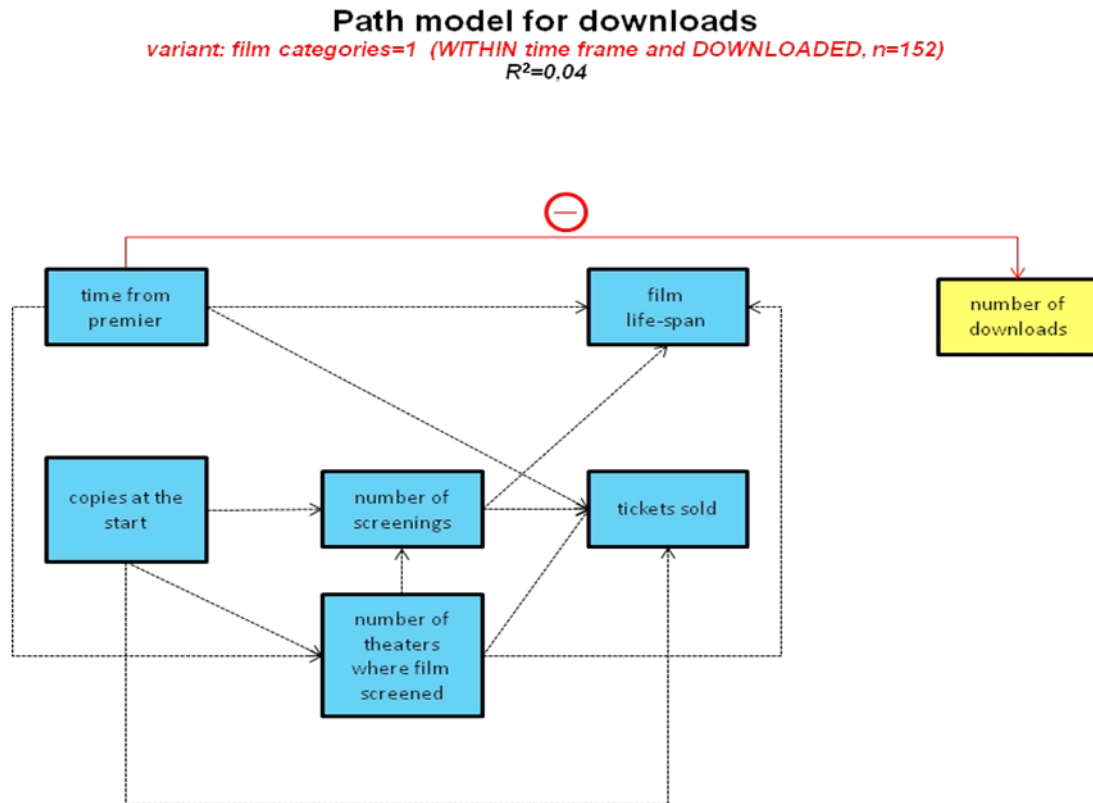 Path model for downloads
variant: film categories=1 (WITHIN time frame and DOWNLOADED, n=152)
R²=0,04
—
time from
premier
film
life-span
number of
downloads
copies at the
start
number of
screenings
tickets sold
number of
theaters
where film
screened